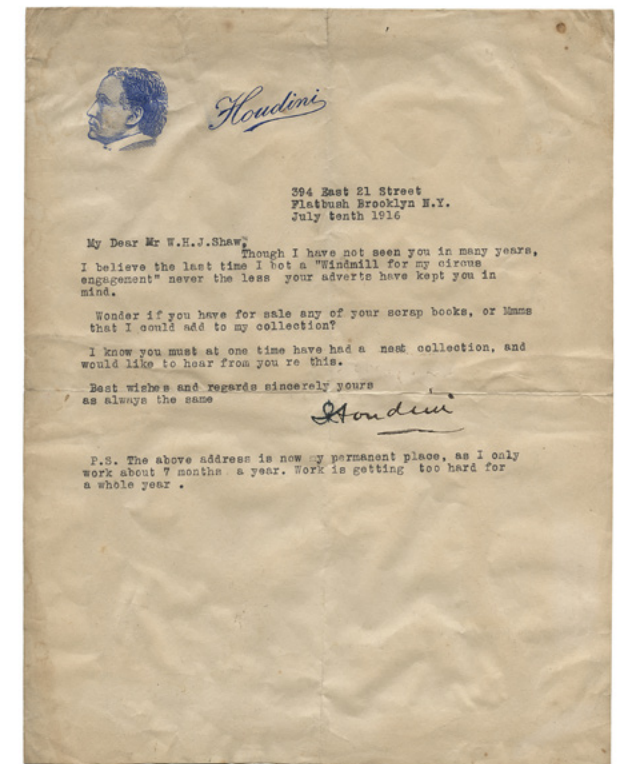 Houdini
394 East 21 Street
Flatbush Brooklyn N.Y.
July tenth 1916
My Dear Mr W.H.J.Shaw,
Though I have not seen you in many years,
I believe the last time I bot a "Windmill for my circus
engagement" never the less your adverts have kept you in
mind.
Wonder if you have for sale any of your scrap books, or Mmms
that I could add to my collection?
I know you must at one time have had a neat collection, and
would like to hear from you re this.
Best wishes and regards sincerely yours
as always the same
Houdini
P.S. The above address is now my permanent place, as I only
work about 7 months a year. Work is getting too hard for
a whole year .